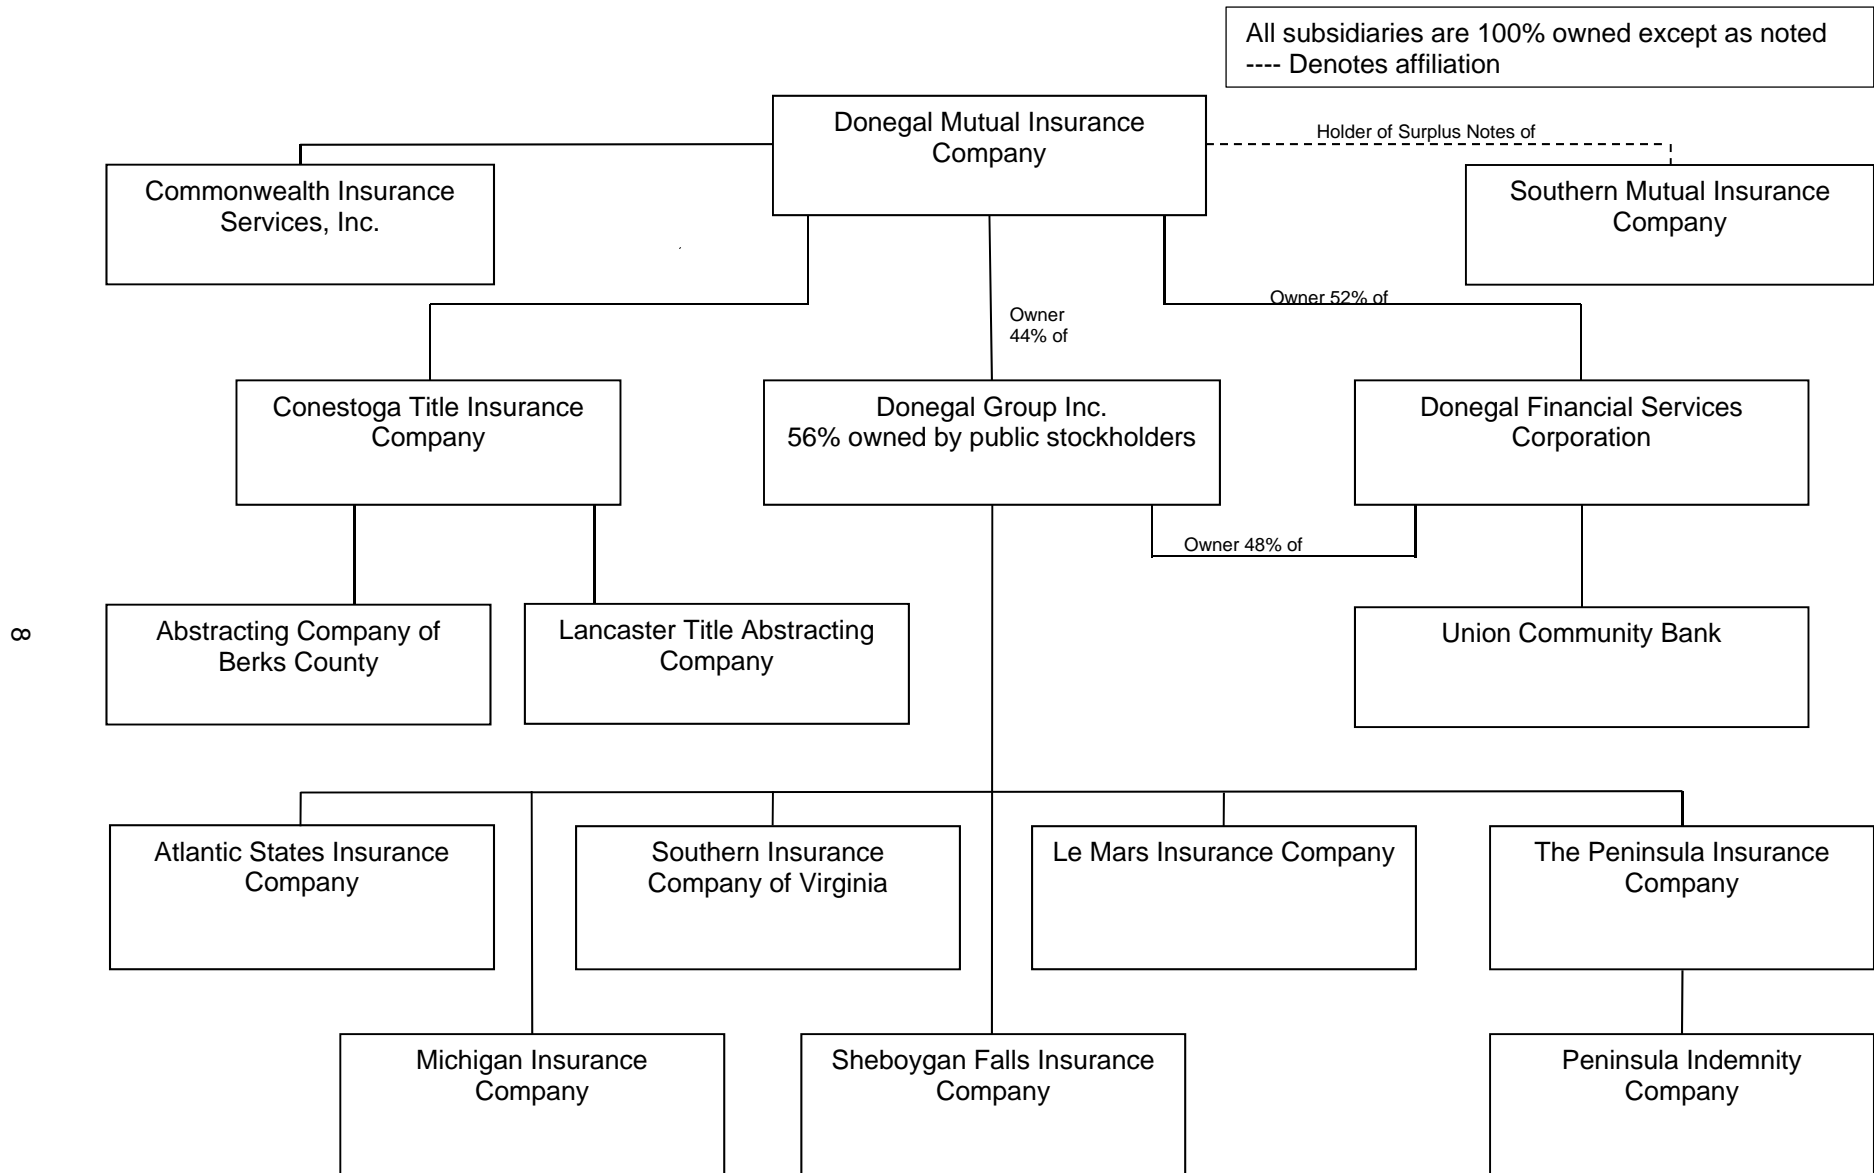 All subsidiaries are 100% owned except as noted
---- Denotes affiliation
Donegal Mutual Insurance
Company
Holder of Surplus Notes of
Commonwealth Insurance
Services, Inc.
Southern Mutual Insurance
Company
Owner
44% of
Owner 52% of
Conestoga Title Insurance
Company
Donegal Group Inc.
56% owned by public stockholders
Donegal Financial Services
Corporation
Owner 48% of
Abstracting Company of
Berks County
Lancaster Title Abstracting
Company
Union Community Bank
8
Atlantic States Insurance
Company
Southern Insurance
Company of Virginia
Le Mars Insurance Company
The Peninsula Insurance
Company
Michigan Insurance
Company
Sheboygan Falls Insurance
Company
Peninsula Indemnity
Company